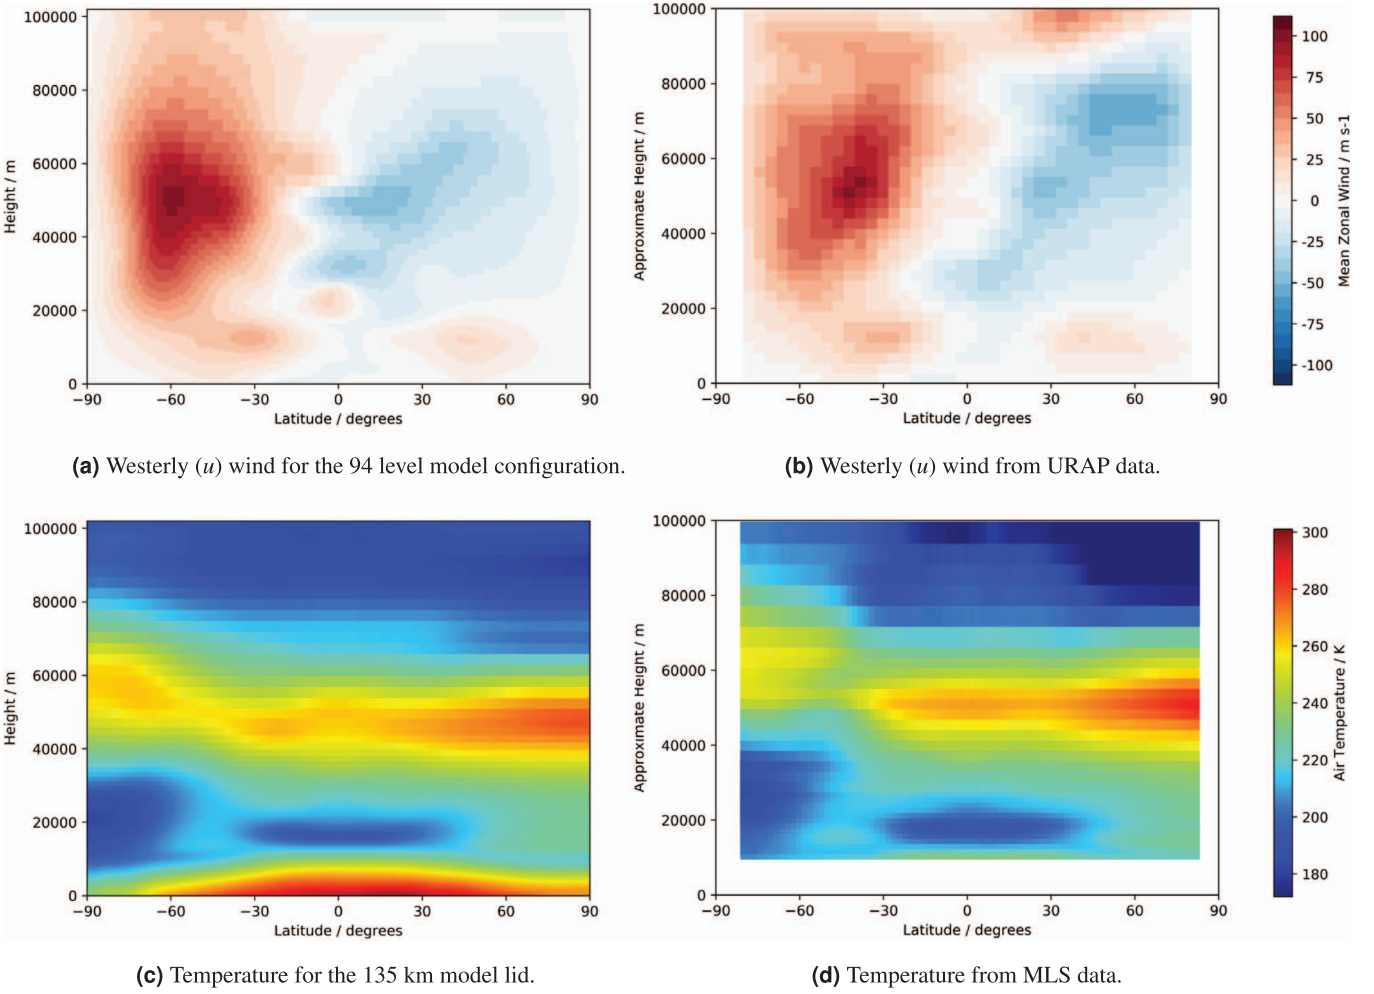 100000
80000
60000
40000
20000
0
Height / m
−90 −60 −30 0 30 60 90
Latitude / degrees
(a) Westerly (u) wind for the 94 level model configuration.
100000
80000
60000
40000
20000
0
Approximate Height / m
−90 −60 −30 0 30 60 90
Latitude / degrees
(b) Westerly (u) wind from URAP data.
100
75
50
25
0
-25
-50
-75
-100
Mean Zonal Wind / m s-1
100000
80000
60000
40000
20000
0
Height / m
−90 −60 −30 0 30 60 90
Latitude / degrees
(c) Temperature for the 135 km model lid.
100000
80000
60000
40000
20000
0
Approximate Height / m
−90 −60 −30 0 30 60 90
Latitude / degrees
(d) Temperature from MLS data.
300
280
260
240
220
200
180
Air Temperature / K